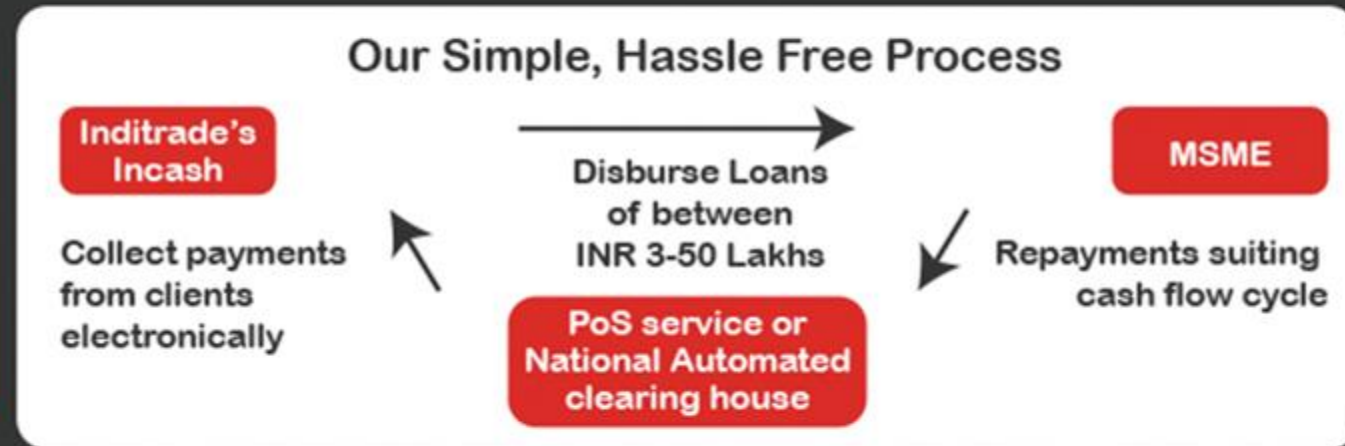 Our Simple, Hassle Free Process
Inditrade's
Incash
Disburse Loans
of between
INR 3-50 Lakhs
MSME
Collect payments
from clients
electronically
Repayments suiting
cash flow cycle
PoS service or
National Automated
clearing house